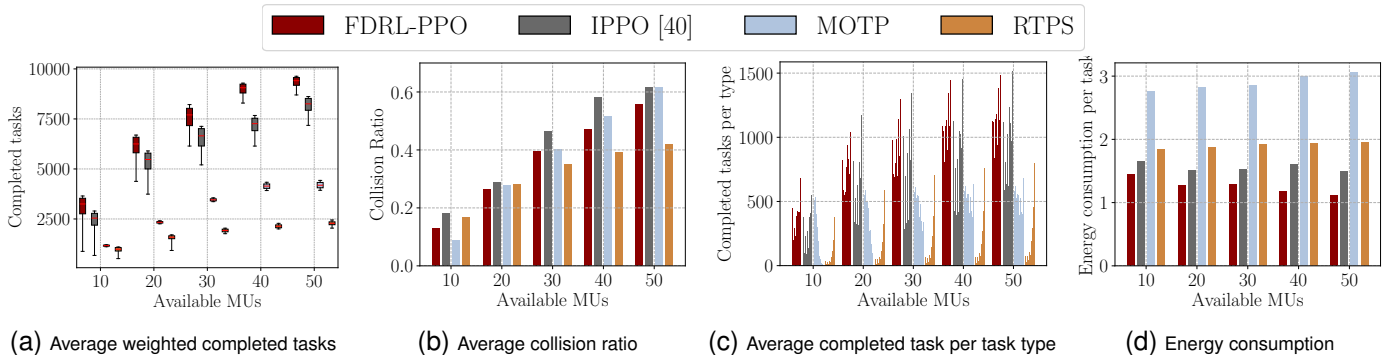 FDRL-PPO IPPO [40] MOTP RTPS
Completed tasks
10000
7500
5000
2500
10 20 30 40 50
Available MUs
(a) Average weighted completed tasks
Collision Ratio
0.6
0.4
0.2
0.0
10 20 30 40 50
Available MUs
(b) Average collision ratio
Completed tasks per type
1500
1000
500
0
10 20 30 40 50
Available MUs
(c) Average completed task per task type
Energy consumption per task
3
2
1
0
10 20 30 40 50
Available MUs
(d) Energy consumption